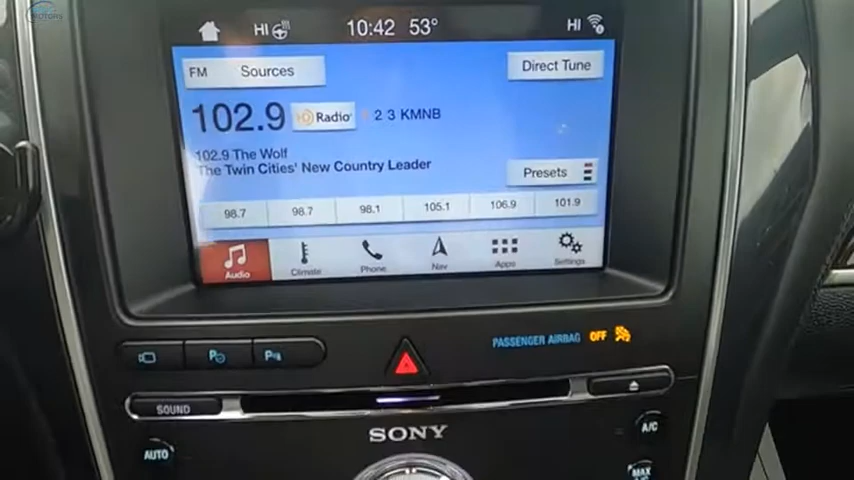 MOTORS
HI 10:42 53° HI
FM Sources
Direct Tune
102.9 HD Radio 1 2 3 KMNB
102.9 The Wolf
The Twin Cities' New Country Leader
Presets
98.7 98.7 98.1 105.1 106.9 101.9
Audio Climate Phone Nav Apps Settings
PASSENGER AIRBAG OFF
SOUND
SONY
A/C
AUTO
MAX